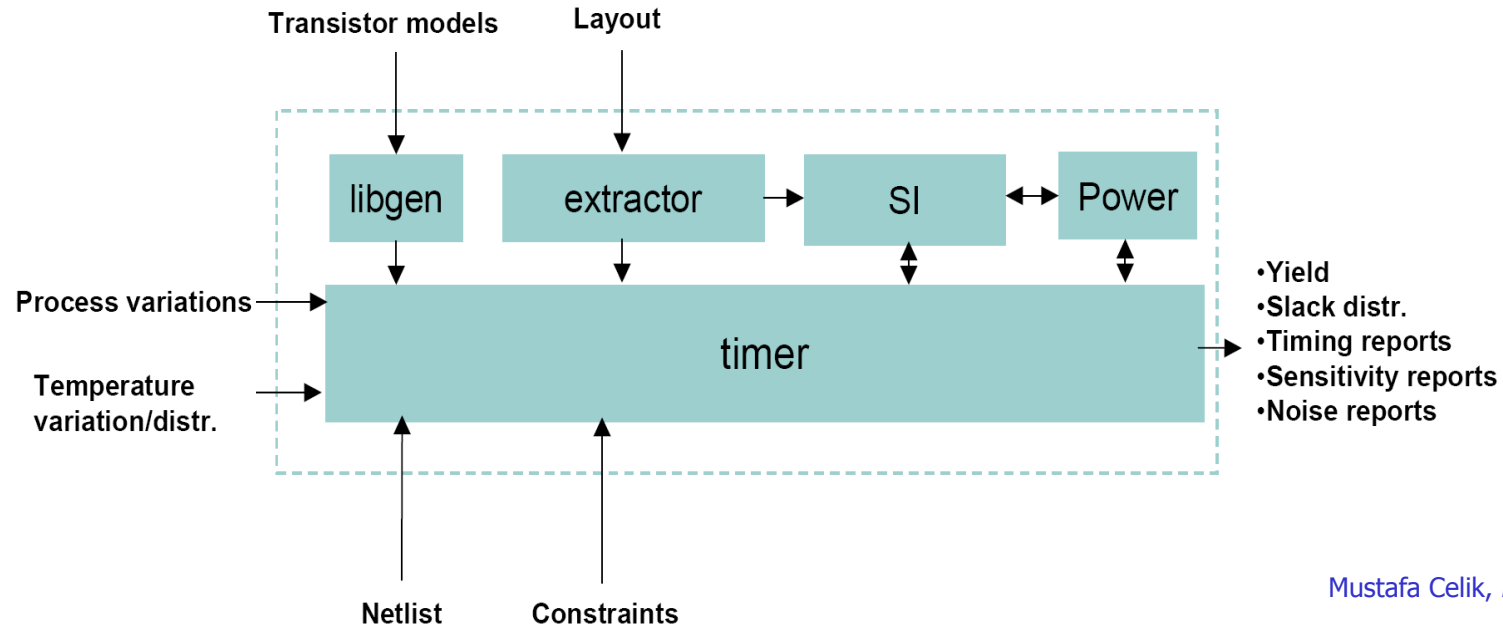 Transistor models
Layout
libgen
extractor
SI
Power
Process variations
timer
Temperature
variation/distr.
•Yield
•Slack distr.
•Timing reports
•Sensitivity reports
•Noise reports
Netlist
Constraints
Mustafa Celik,